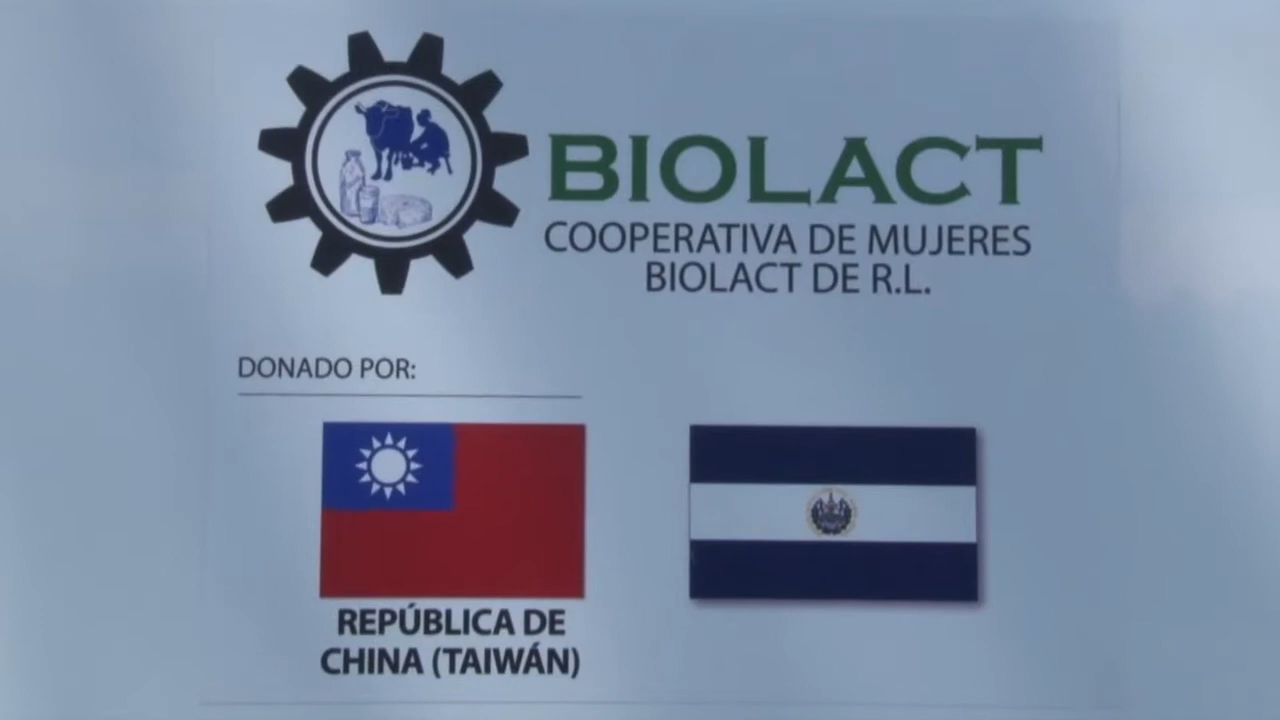 BIOLACT
COOPERATIVA DE MUJERES
BIOLACT DE R.L.
DONADO POR:
REPÚBLICA DE
CHINA (TAIWÁN)